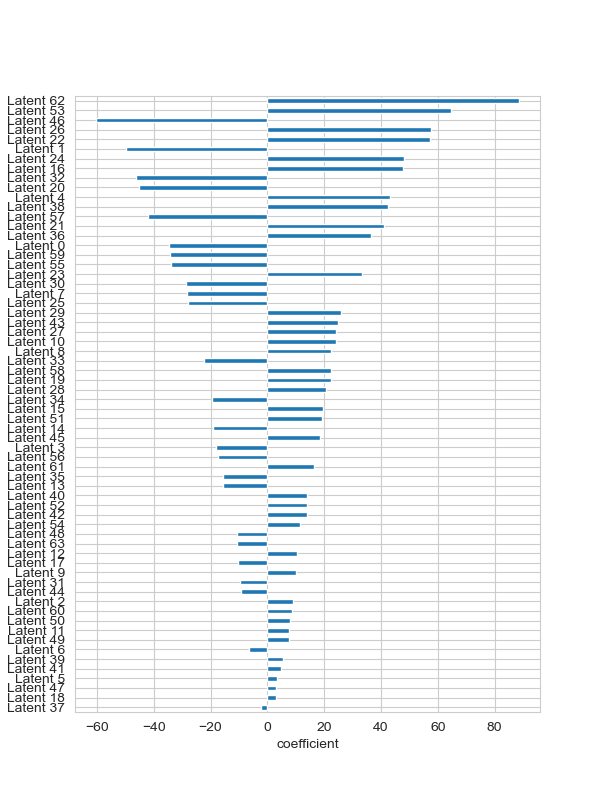 Latent 62
Latent 53
Latent 46
Latent 26
Latent 22
Latent 1
Latent 24
Latent 16
Latent 32
Latent 20
Latent 4
Latent 38
Latent 57
Latent 21
Latent 36
Latent 0
Latent 59
Latent 55
Latent 23
Latent 30
Latent 7
Latent 25
Latent 29
Latent 43
Latent 27
Latent 10
Latent 8
Latent 33
Latent 58
Latent 19
Latent 28
Latent 34
Latent 15
Latent 51
Latent 14
Latent 45
Latent 3
Latent 56
Latent 61
Latent 35
Latent 13
Latent 40
Latent 52
Latent 42
Latent 54
Latent 48
Latent 63
Latent 12
Latent 17
Latent 9
Latent 31
Latent 44
Latent 2
Latent 60
Latent 50
Latent 11
Latent 49
Latent 6
Latent 39
Latent 41
Latent 5
Latent 47
Latent 18
Latent 37
−60 −40 −20 0 20 40 60 80
coefficient